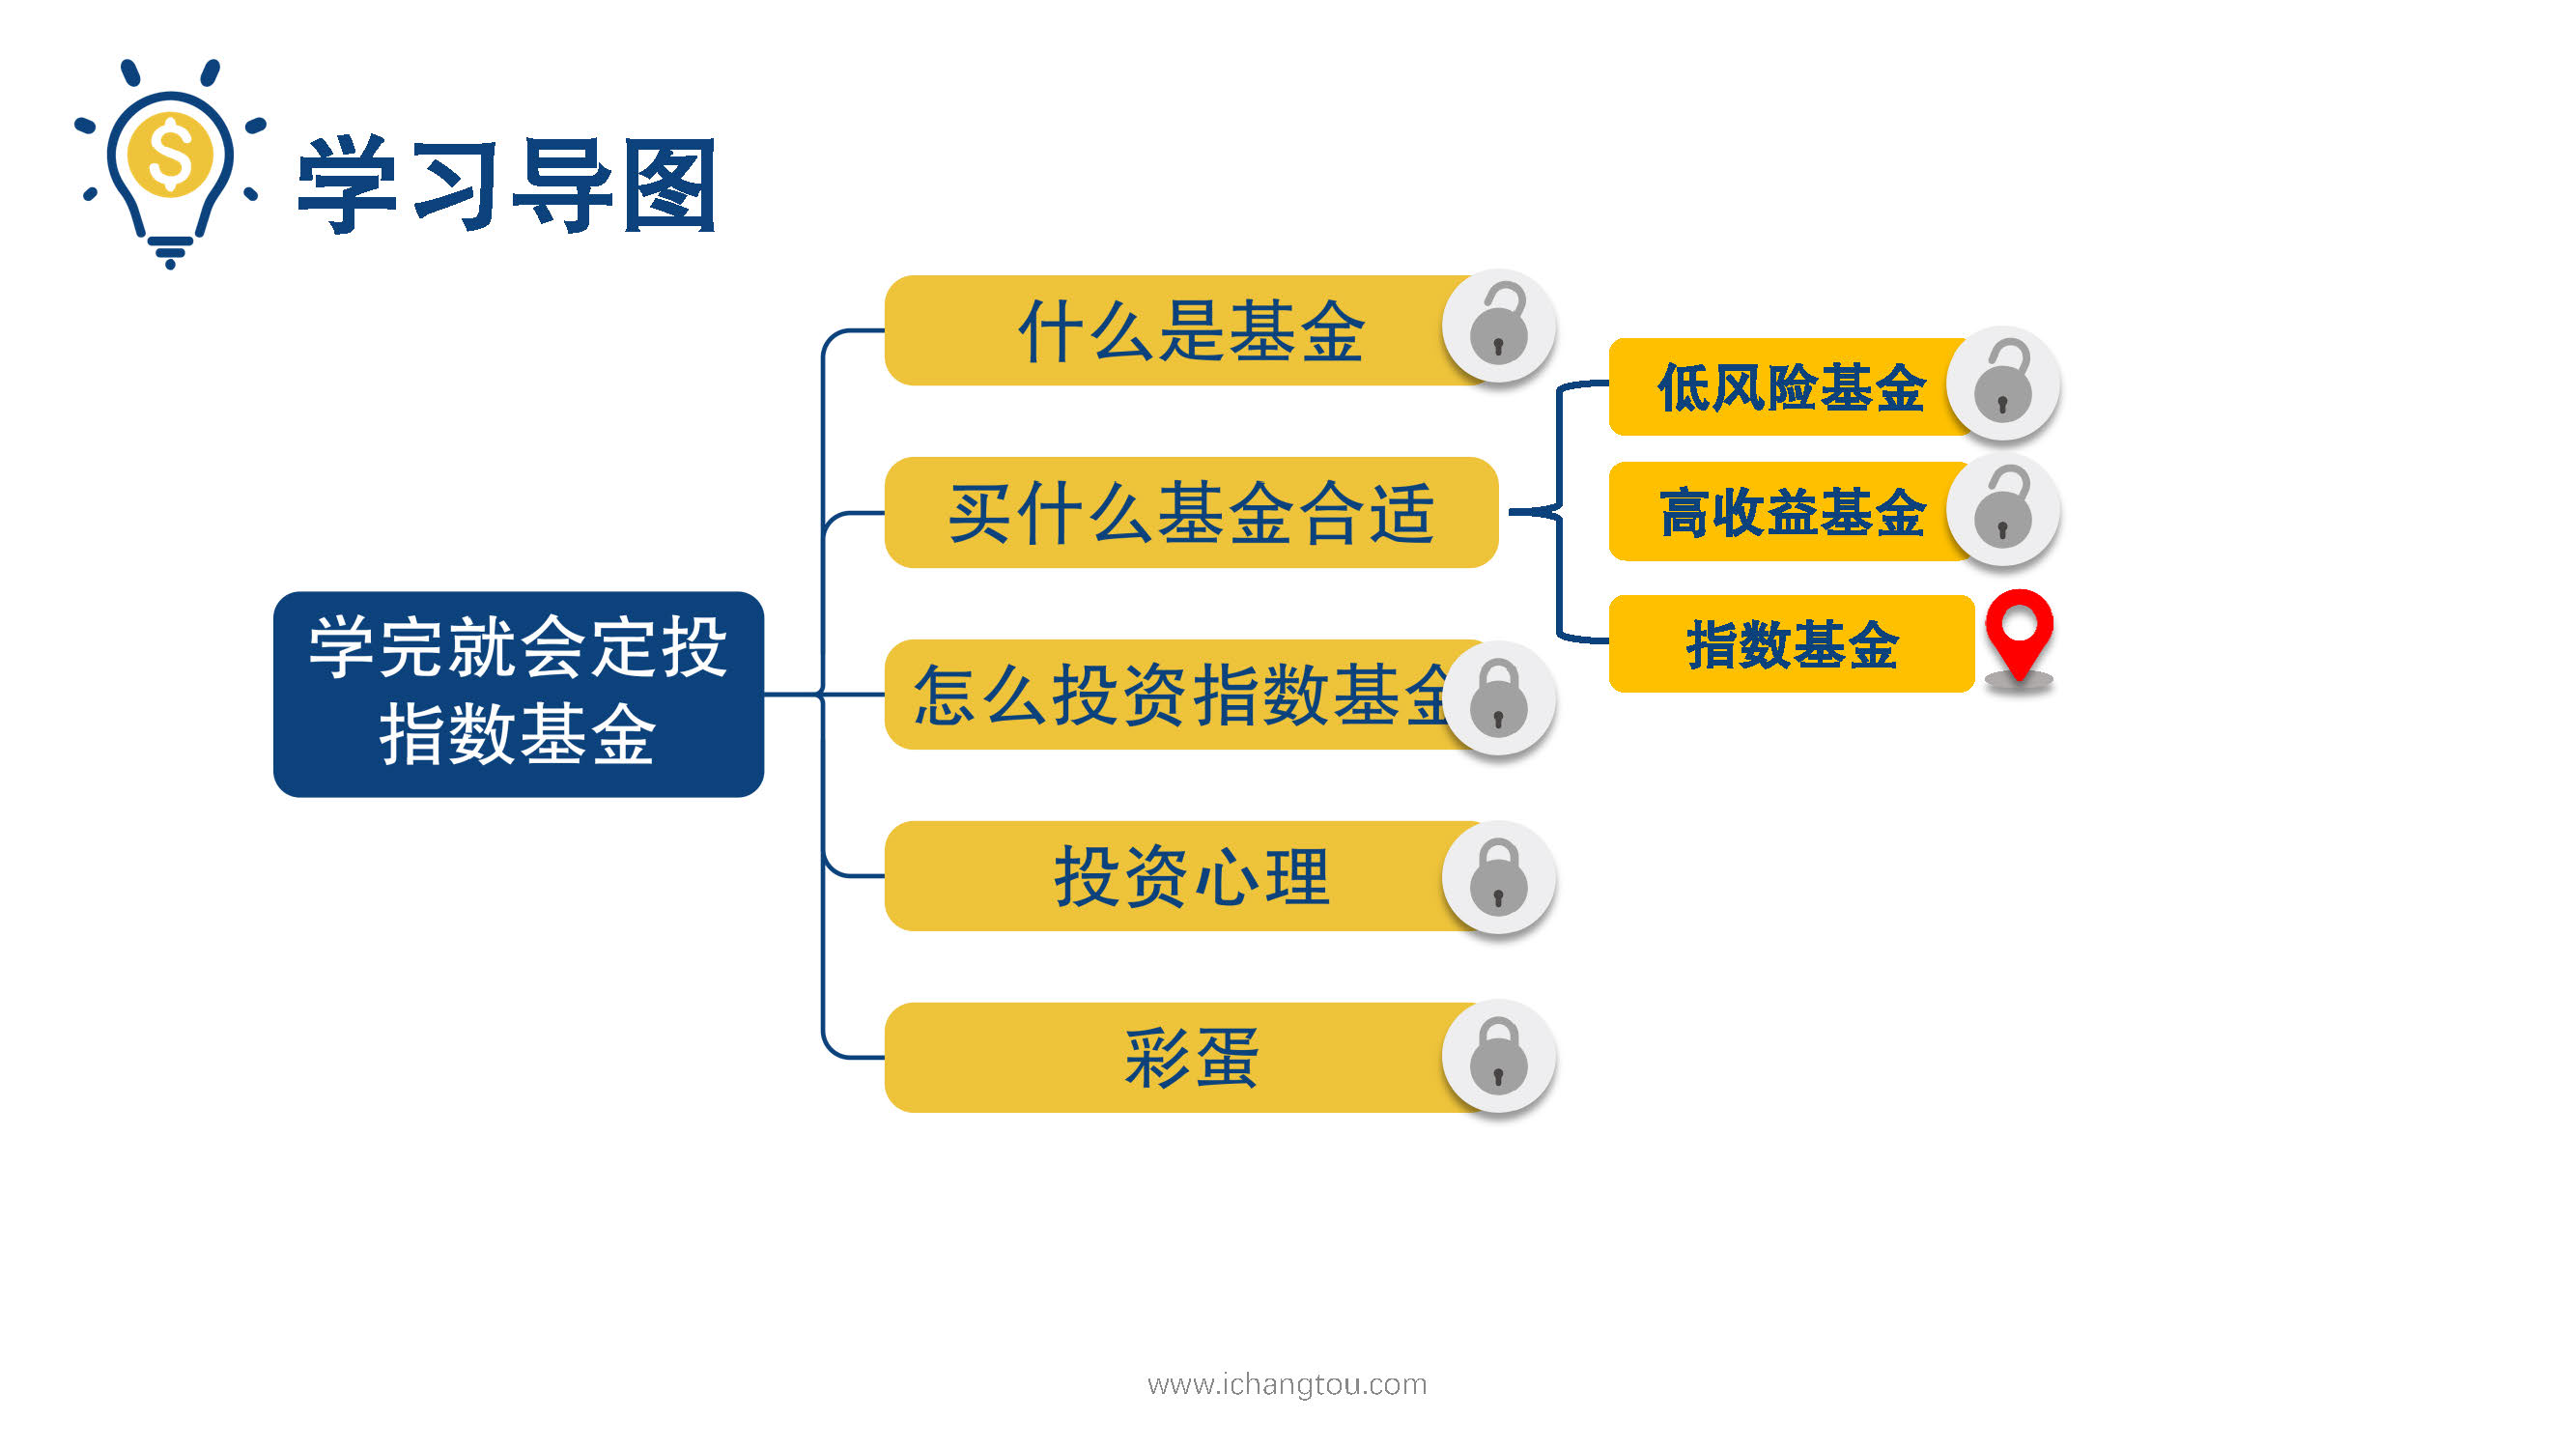 学习导图
什么是基金
买什么基金合适
低风险基金
高收益基金
指数基金
学完就会定投
指数基金
怎么投资指数基金
投资心理
彩蛋
www.ichangtou.com